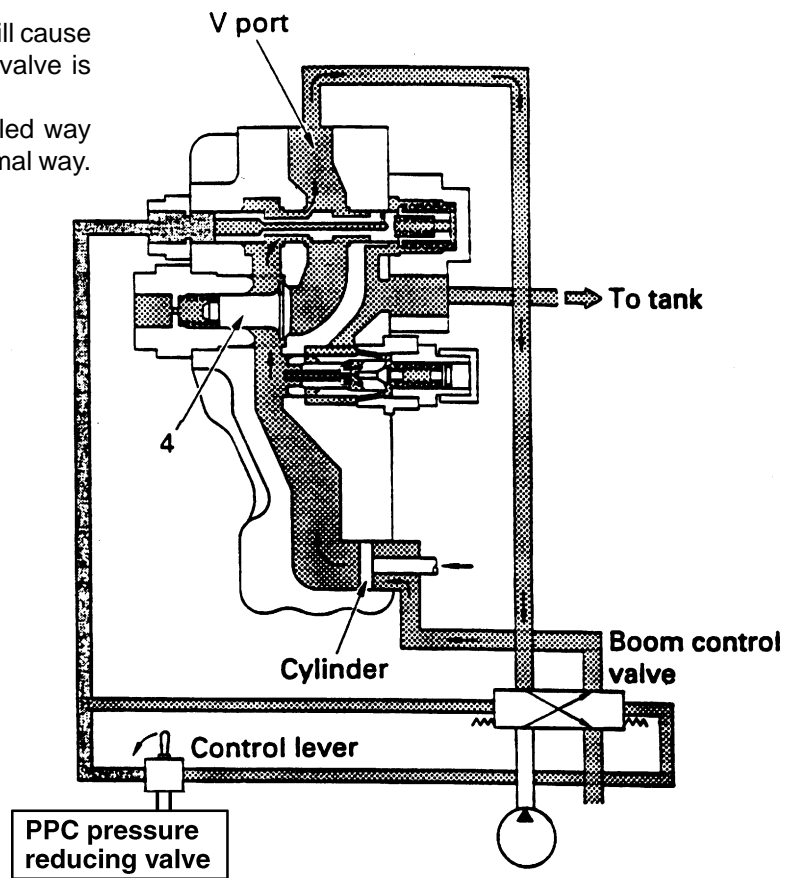 ill cause
valve is
led way
mal way.
V port
To tank
4
Cylinder
Boom control
valve
Control lever
PPC pressure
reducing valve